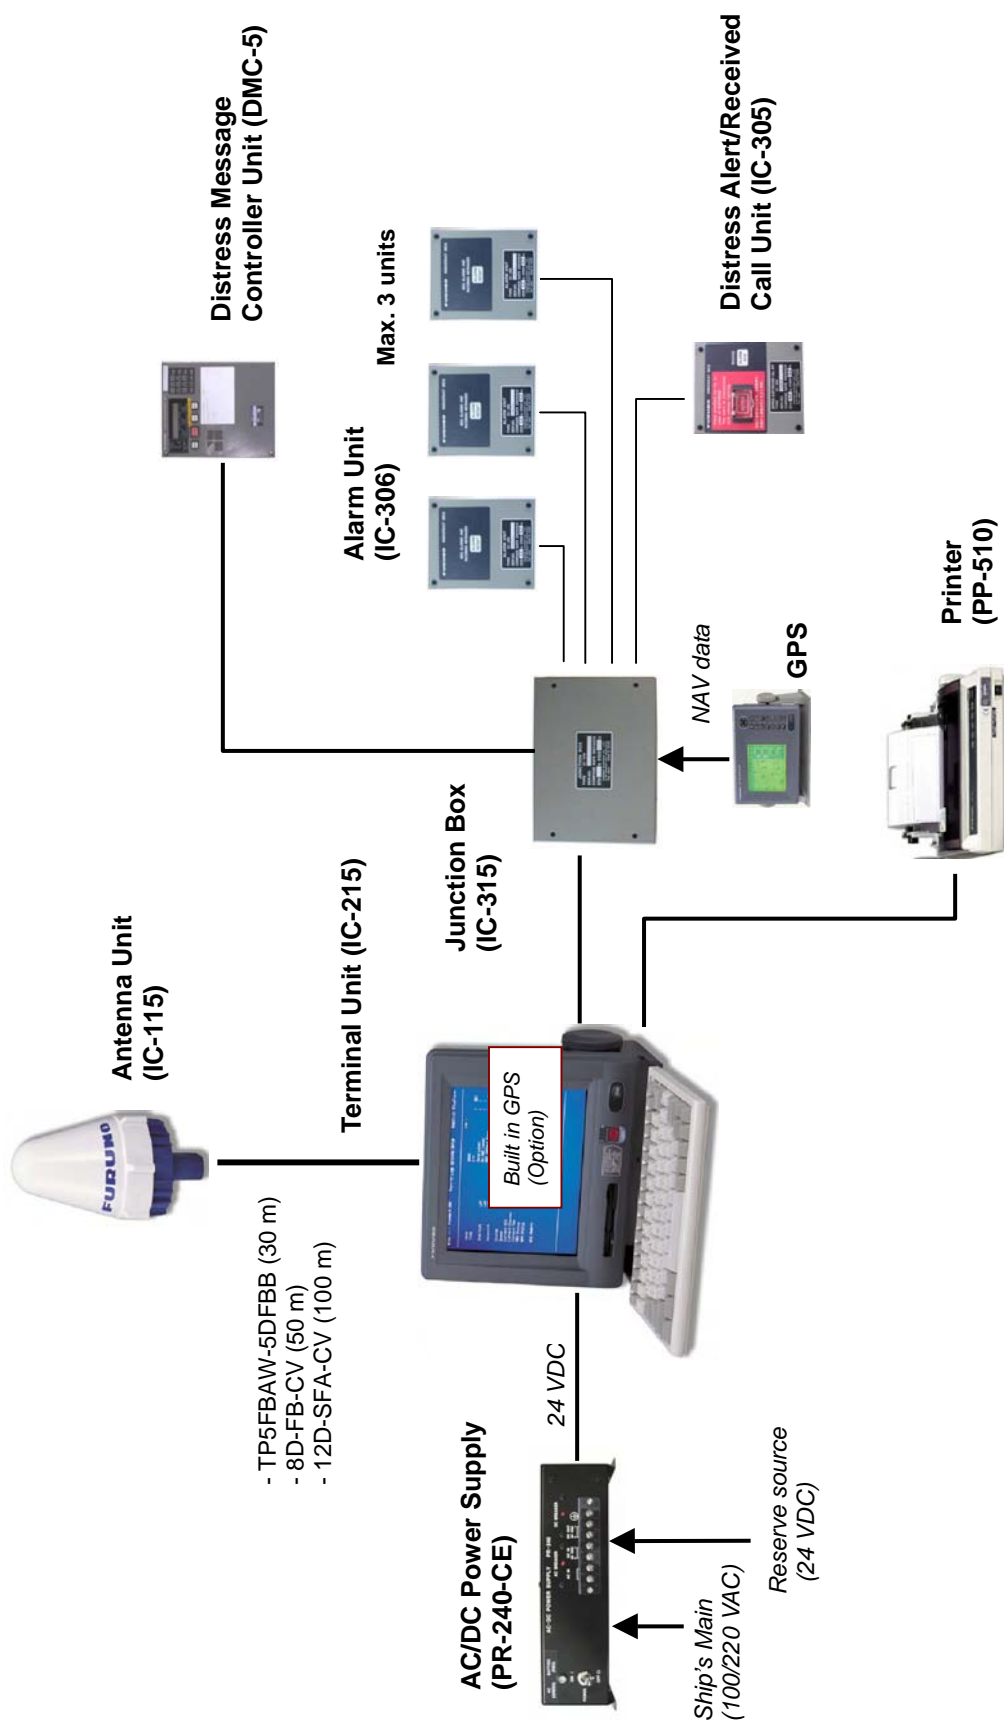 Antenna Unit
(IC-115)
FURUNO
- TP5FBAW-5DFBB (30 m)
- 8D-FB-CV (50 m)
- 12D-SFA-CV (100 m)
Terminal Unit (IC-215)
Built in GPS
(Option)
AC/DC Power Supply
(PR-240-CE)
24 VDC
Ship's Main
(100/220 VAC)
Reserve source
(24 VDC)
Junction Box
(IC-315)
NAV data
GPS
Printer
(PP-510)
Distress Message
Controller Unit (DMC-5)
Alarm Unit
(IC-306)
Max. 3 units
Distress Alert/Received
Call Unit (IC-305)